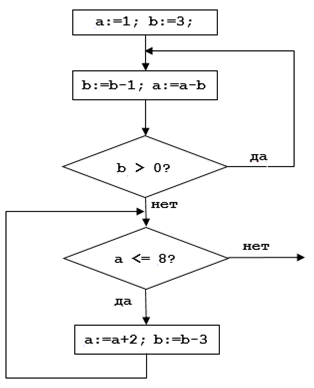 a:=1; b:=3;
b:=b-1; a:=a-b
b > 0?
да
нет
a <= 8?
нет
да
a:=a+2; b:=b-3